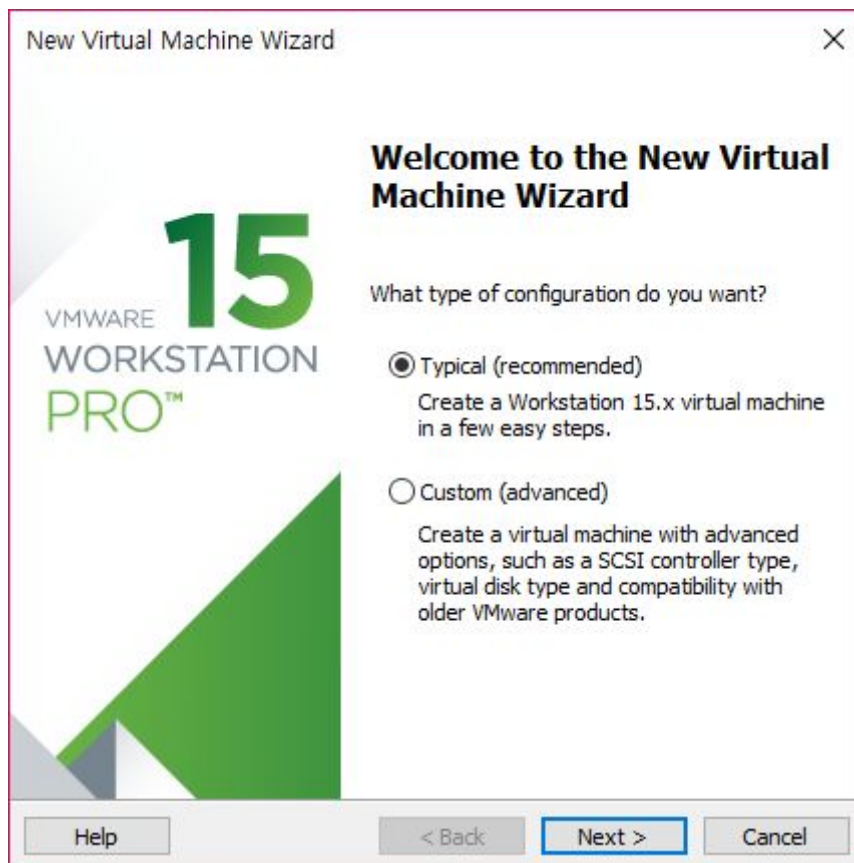 New Virtual Machine Wizard
15
VMWARE
WORKSTATION
PRO™
Welcome to the New Virtual
Machine Wizard
What type of configuration do you want?
Typical (recommended)
Create a Workstation 15.x virtual machine
in a few easy steps.
Custom (advanced)
Create a virtual machine with advanced
options, such as a SCSI controller type,
virtual disk type and compatibility with
older VMware products.
Help
< Back
Next >
Cancel